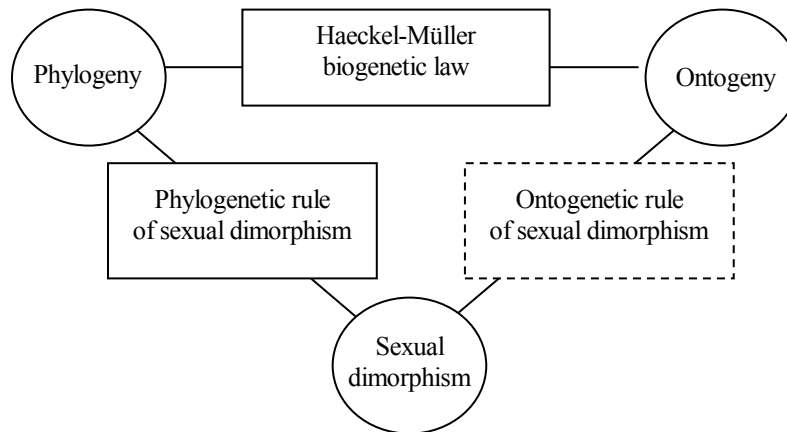 Haeckel-Müller
biogenetic law
Phylogeny
Ontogeny
Phylogenetic rule
of sexual dimorphism
Ontogenetic rule
of sexual dimorphism
Sexual
dimorphism